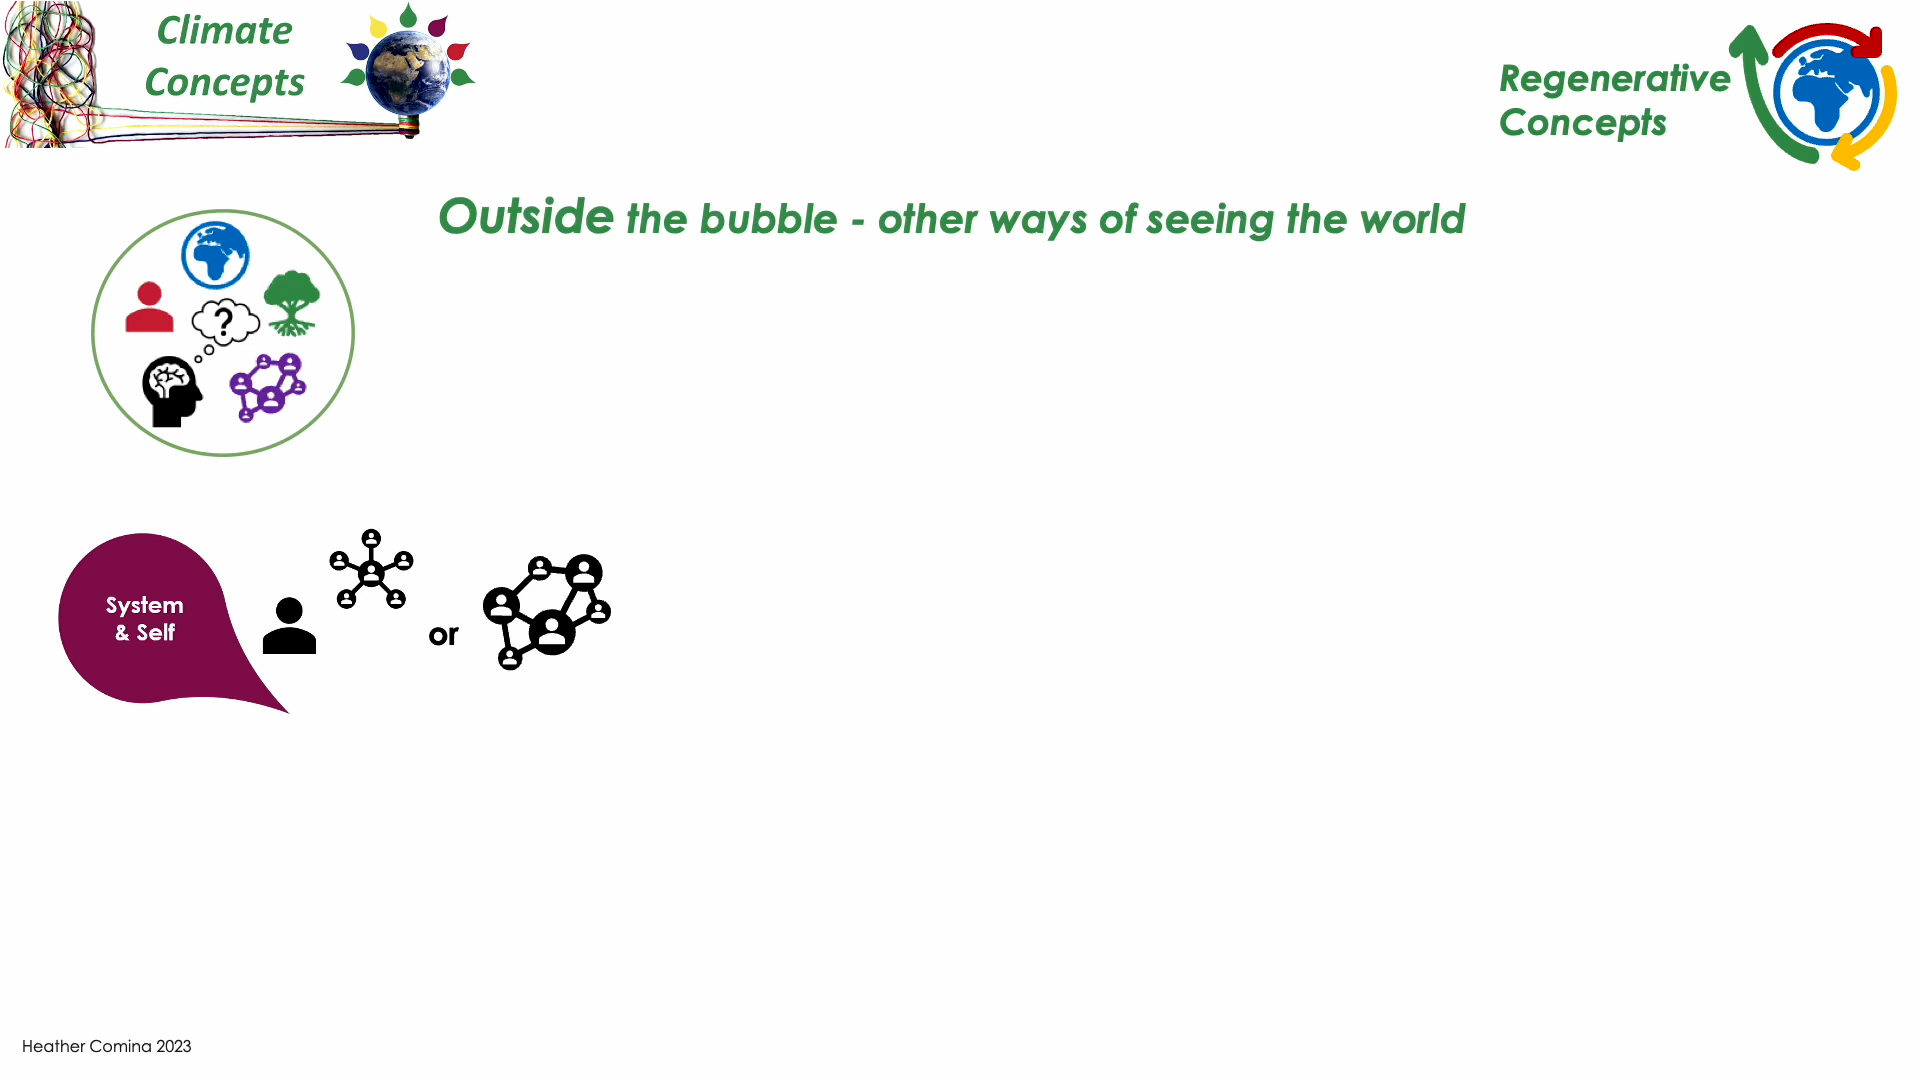 Climate
Concepts
Regenerative
Concepts
Outside the bubble - other ways of seeing the world
?
System
& Self
or
Heather Comina 2023